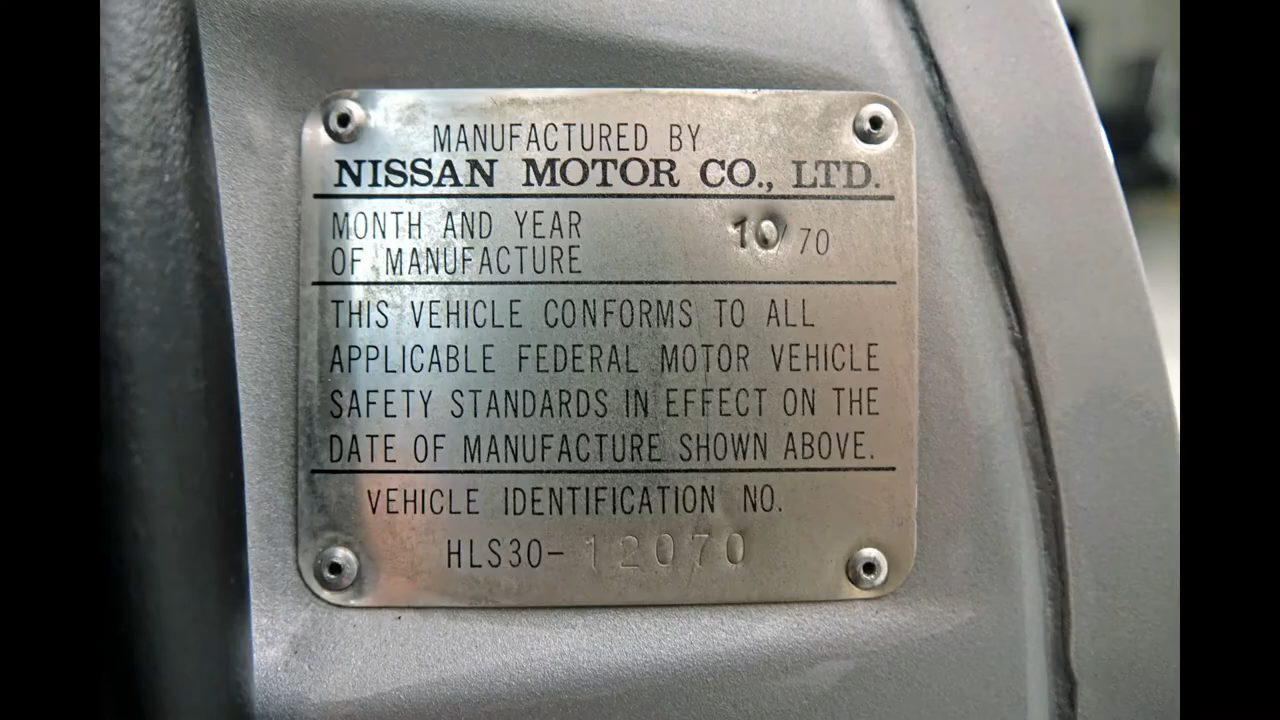 MANUFACTURED BY
NISSAN MOTOR CO., LTD.
MONTH AND YEAR
OF MANUFACTURE 10/70
THIS VEHICLE CONFORMS TO ALL
APPLICABLE FEDERAL MOTOR VEHICLE
SAFETY STANDARDS IN EFFECT ON THE
DATE OF MANUFACTURE SHOWN ABOVE.
VEHICLE IDENTIFICATION NO.
HLS30-12070